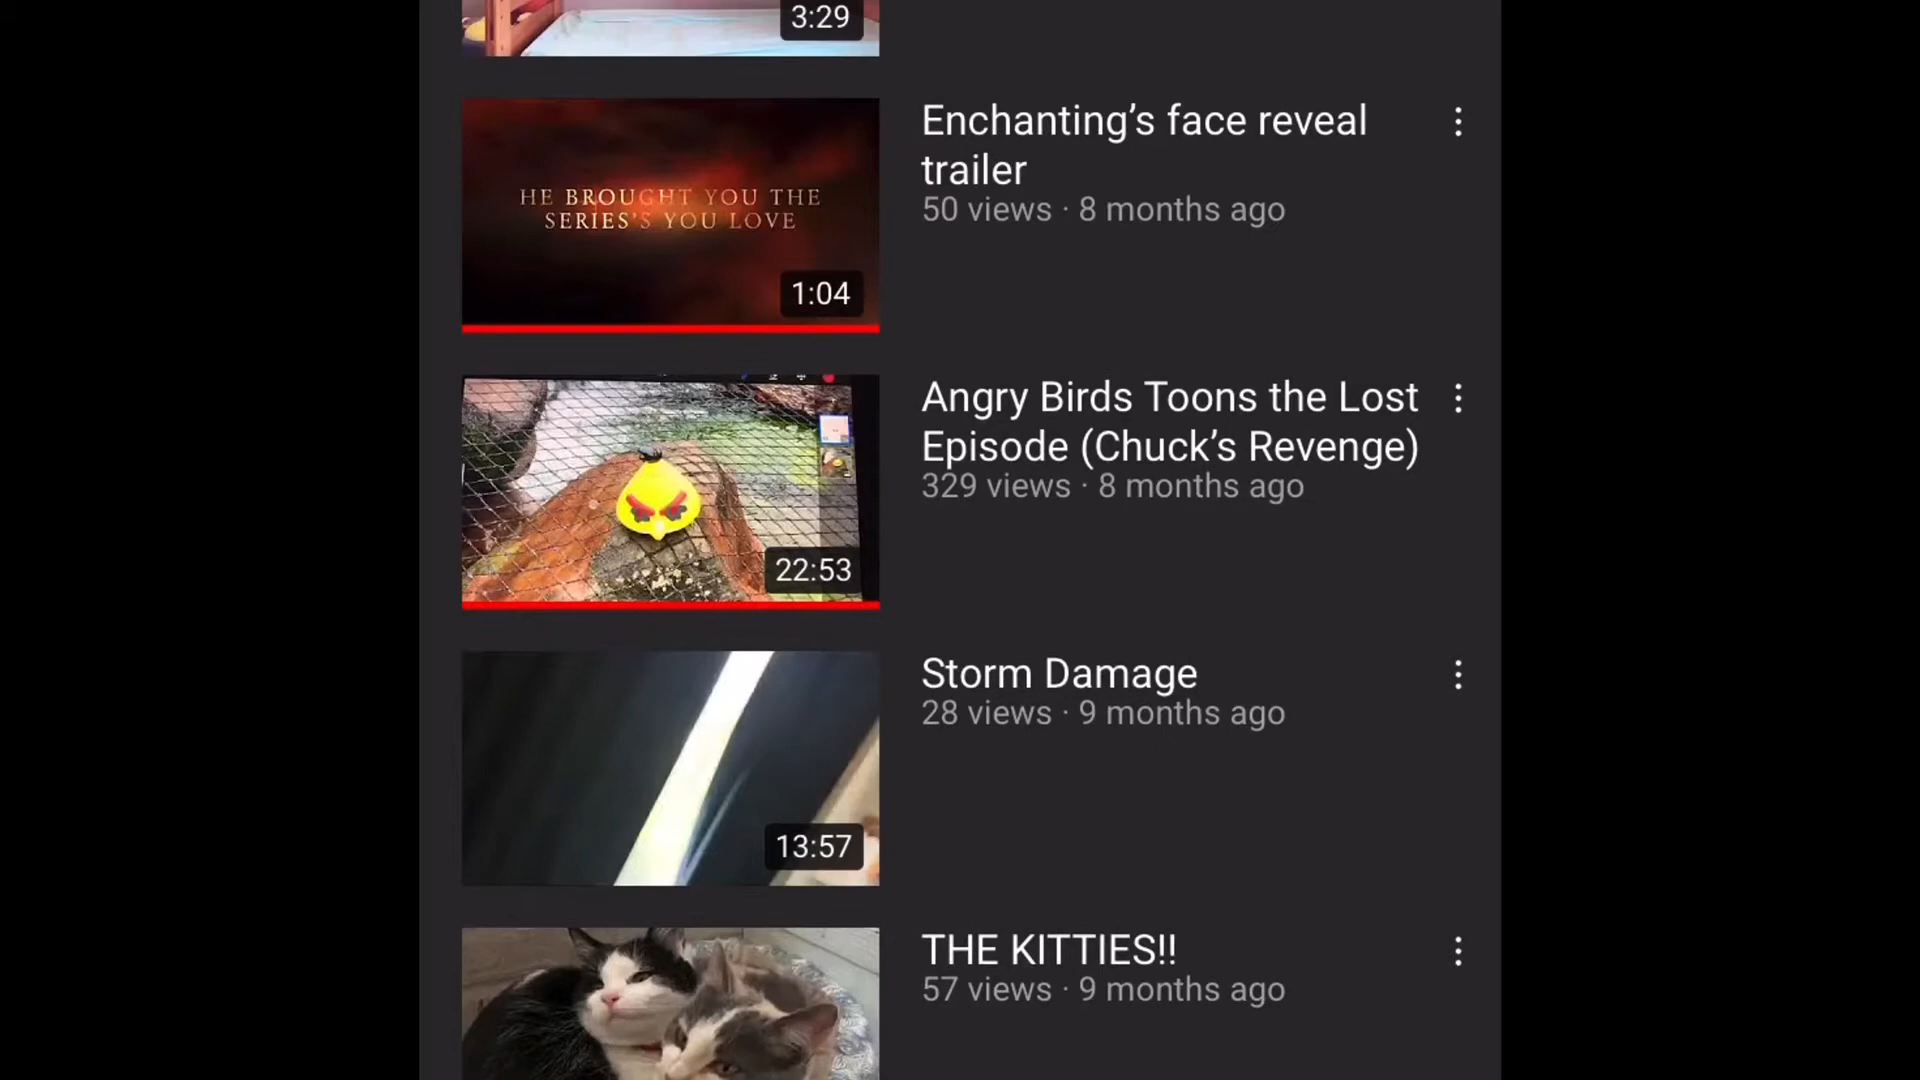 3:29
Enchanting’s face reveal
trailer
50 views · 8 months ago
HE BROUGHT YOU THE
SERIES'S YOU LOVE
1:04
Angry Birds Toons the Lost
Episode (Chuck’s Revenge)
329 views · 8 months ago
22:53
Storm Damage
28 views · 9 months ago
13:57
THE KITTIES!!
57 views · 9 months ago